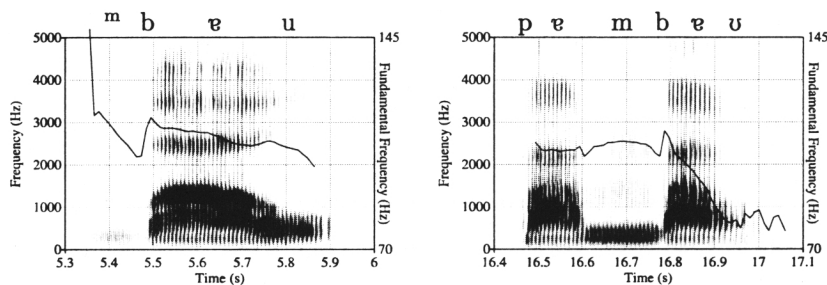 ᵐ b ɐ u
5000
4000
3000
2000
1000
0
Frequency (Hz)
145
70
Fundamental Frequency (Hz)
5.3 5.4 5.5 5.6 5.7 5.8 5.9 6
Time (s)
p ɐ m b ɐ ʊ
5000
4000
3000
2000
1000
0
Frequency (Hz)
145
70
Fundamental Frequency (Hz)
16.4 16.5 16.6 16.7 16.8 16.9 17 17.1
Time (s)